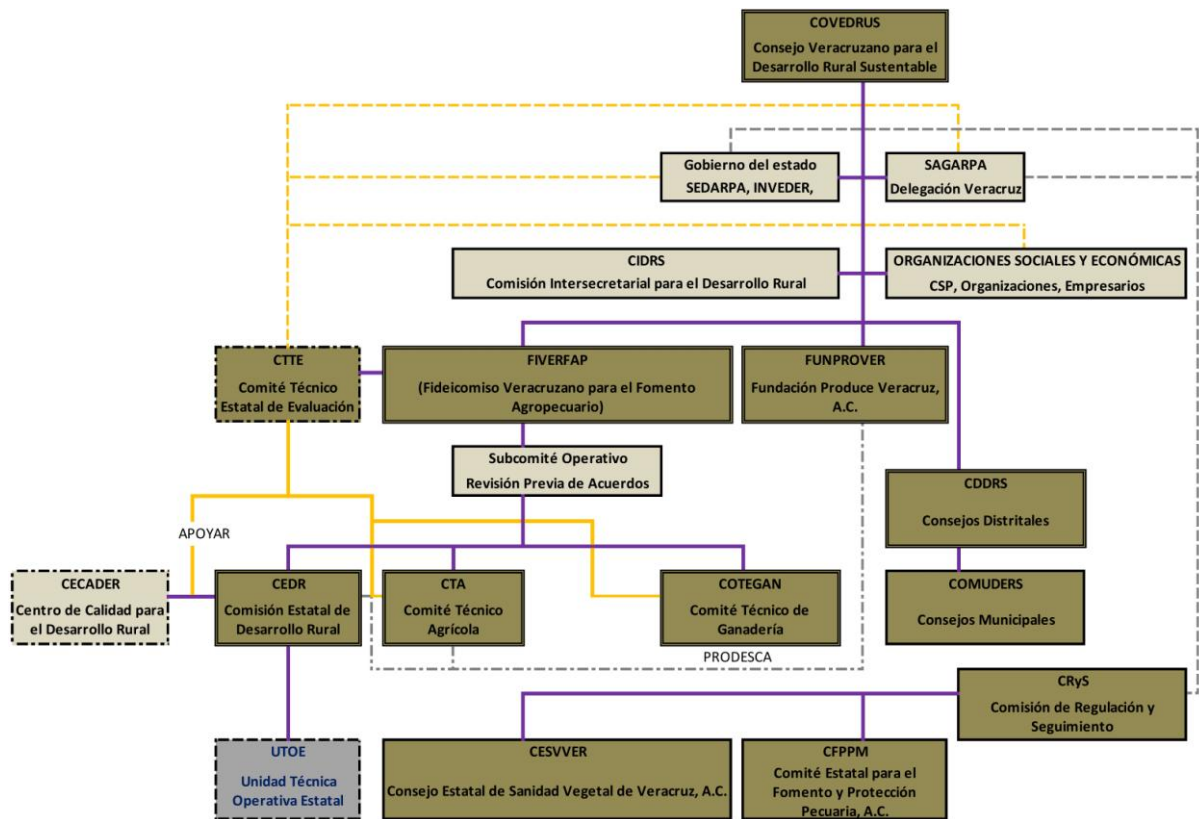 COVEDRUS
Consejo Veracruzano para el
Desarrollo Rural Sustentable
Gobierno del estado
SEDARPA, INVEDER,
SAGARPA
Delegación Veracruz
CIDRS
Comisión Intersecretarial para el Desarrollo Rural
ORGANIZACIONES SOCIALES Y ECONÓMICAS
CSP, Organizaciones, Empresarios
CTTE
Comité Técnico
Estatal de Evaluación
FIVERFAP
(Fideicomiso Veracruzano para el Fomento
Agropecuario)
FUNPROVER
Fundación Produce Veracruz,
A.C.
Subcomité Operativo
Revisión Previa de Acuerdos
CDDRS
Consejos Distritales
APOYAR
CECADER
Centro de Calidad para
el Desarrollo Rural
CEDR
Comisión Estatal de
Desarrollo Rural
CTA
Comité Técnico
Agrícola
COTEGAN
Comité Técnico de
Ganadería
COMUDERS
Consejos Municipales
PRODESCA
CRyS
Comisión de Regulación y
Seguimiento
UTOE
Unidad Técnica
Operativa Estatal
CESVVER
Consejo Estatal de Sanidad Vegetal de Veracruz, A.C.
CFPPM
Comité Estatal para el
Fomento y Protección
Pecuaria, A.C.